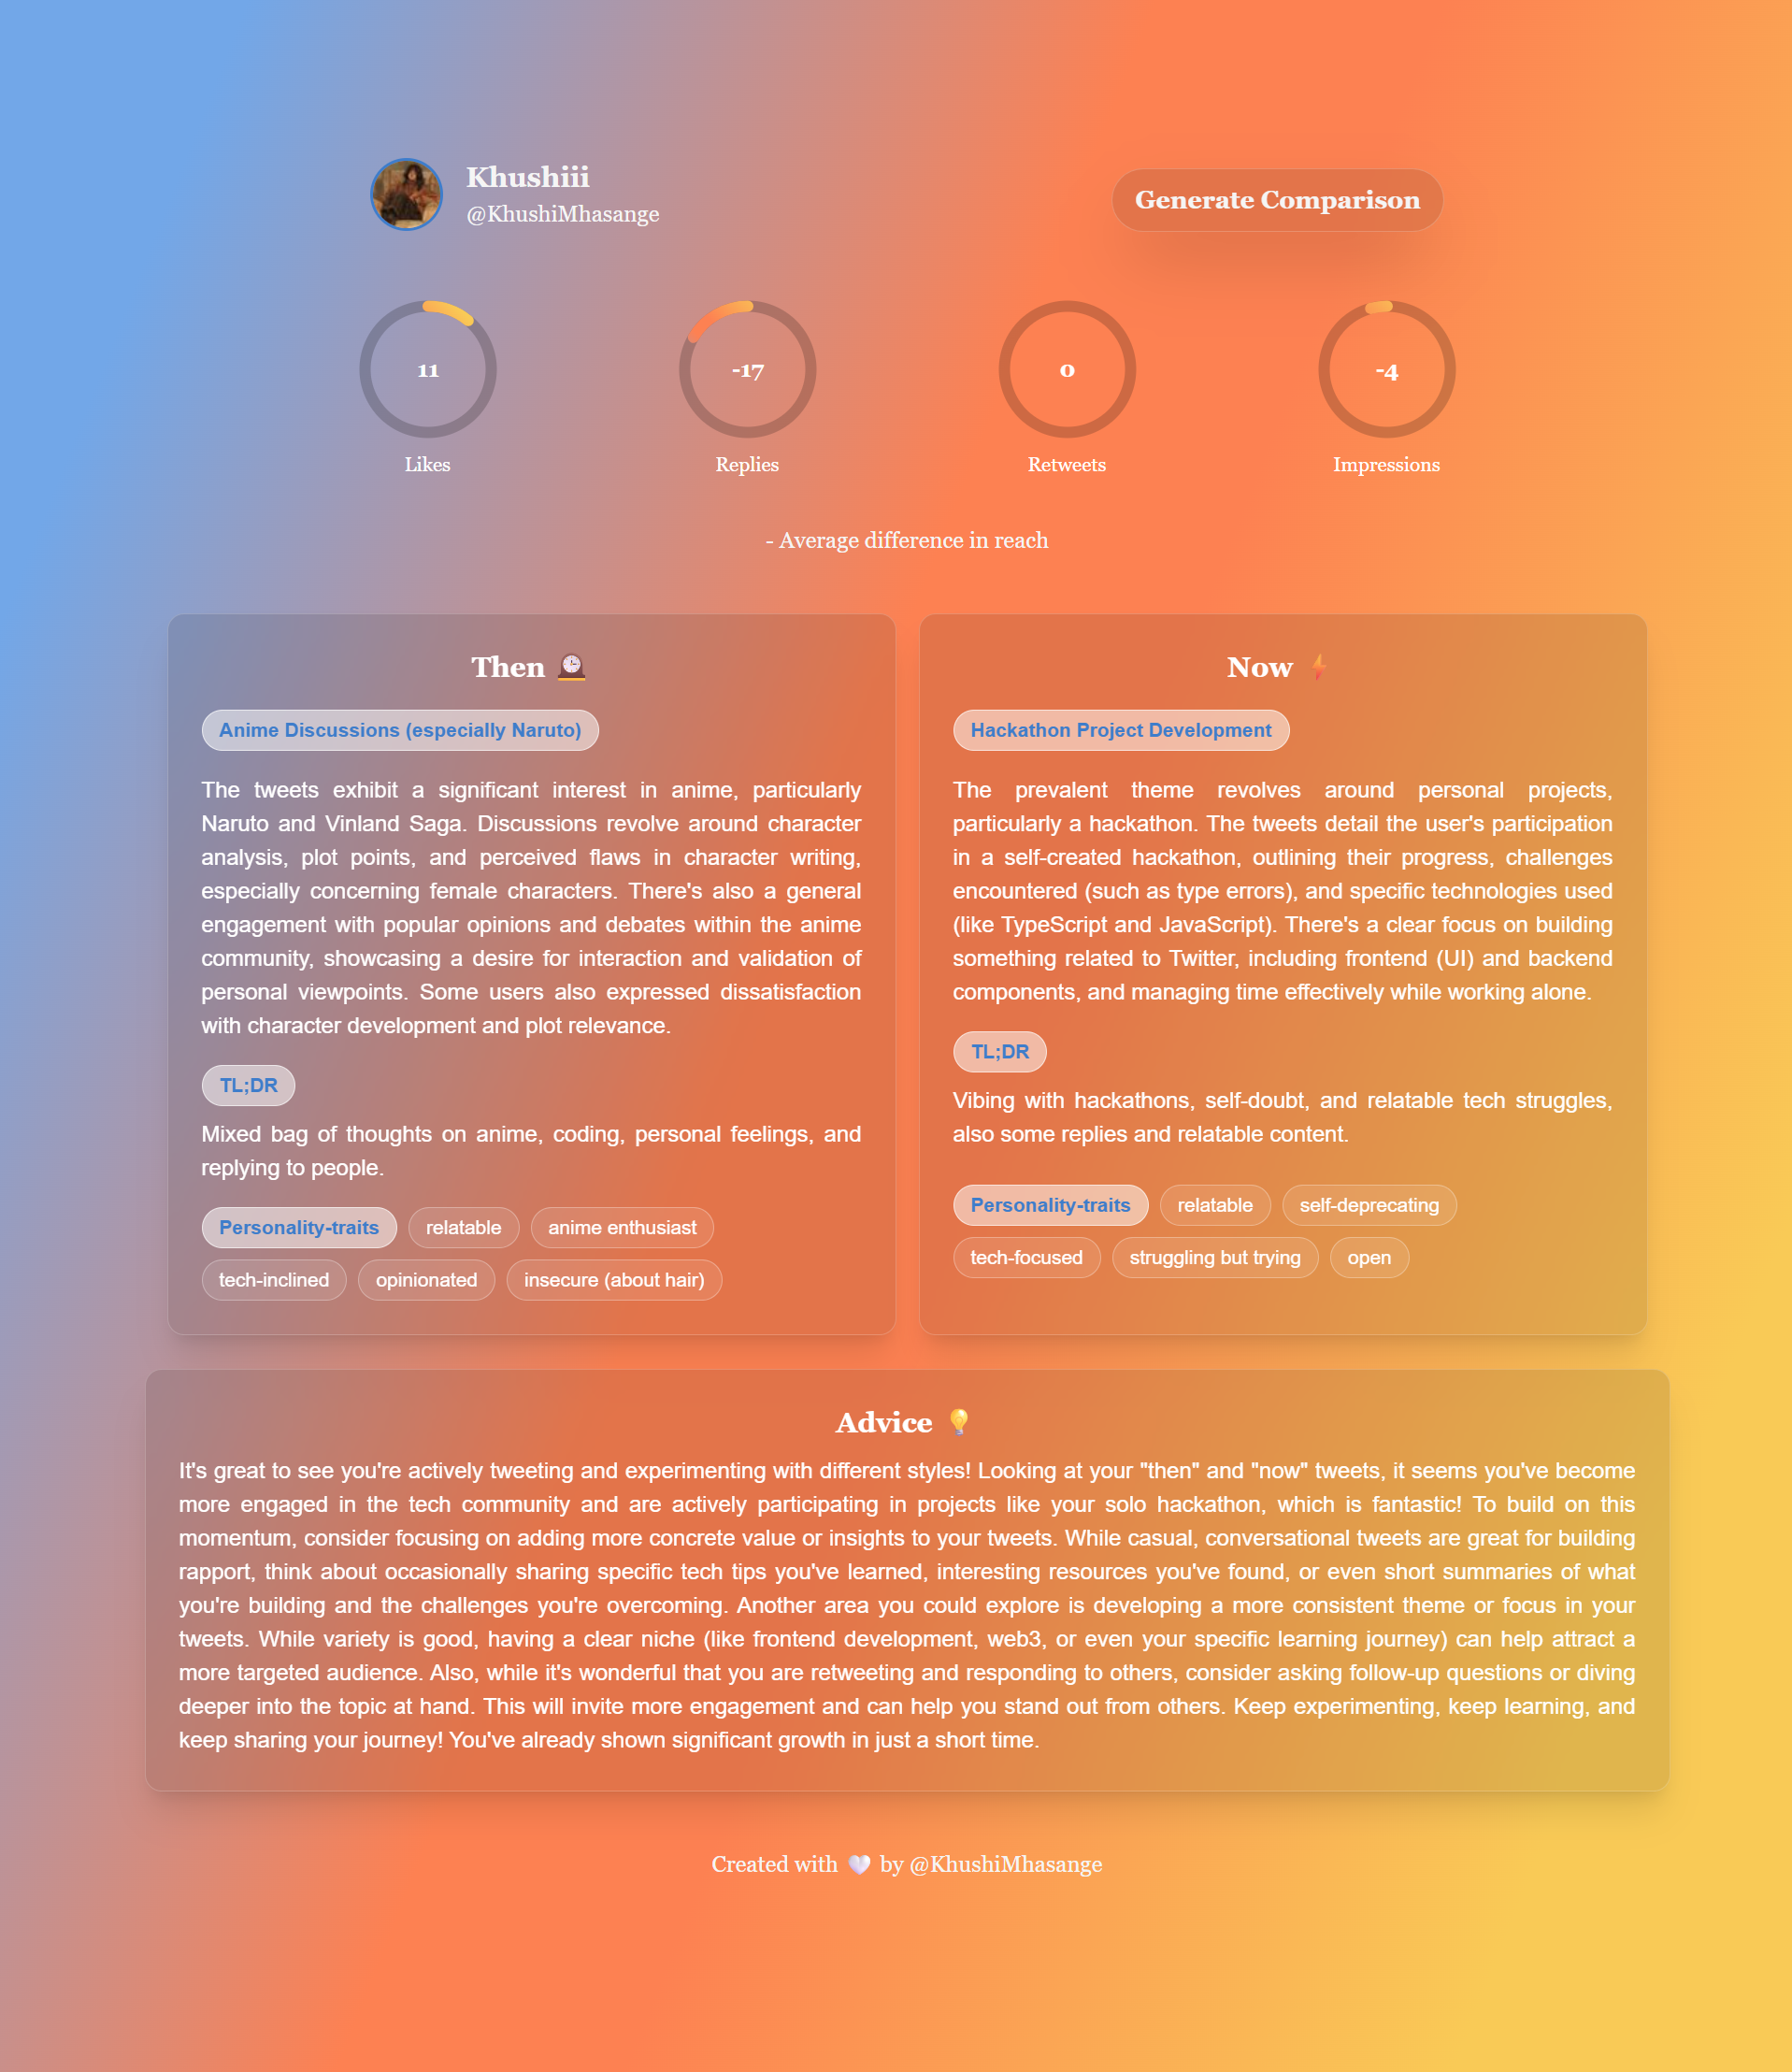 Khushiii
@KhushiMhasange
Generate Comparison
11
-17
0
-4
Likes
Replies
Retweets
Impressions
- Average difference in reach
Then
Anime Discussions (especially Naruto)
The tweets exhibit a significant interest in anime, particularly
Naruto and Vinland Saga. Discussions revolve around character
analysis, plot points, and perceived flaws in character writing,
especially concerning female characters. There's also a general
engagement with popular opinions and debates within the anime
community, showcasing a desire for interaction and validation of
personal viewpoints. Some users also expressed dissatisfaction
with character development and plot relevance.
TL;DR
Mixed bag of thoughts on anime, coding, personal feelings, and
replying to people.
Personality-traits relatable anime enthusiast
tech-inclined opinionated insecure (about hair)
Now
Hackathon Project Development
The prevalent theme revolves around personal projects,
particularly a hackathon. The tweets detail the user's participation
in a self-created hackathon, outlining their progress, challenges
encountered (such as type errors), and specific technologies used
(like TypeScript and JavaScript). There's a clear focus on building
something related to Twitter, including frontend (UI) and backend
components, and managing time effectively while working alone.
TL;DR
Vibing with hackathons, self-doubt, and relatable tech struggles,
also some replies and relatable content.
Personality-traits relatable self-deprecating
tech-focused struggling but trying open
Advice
It's great to see you're actively tweeting and experimenting with different styles! Looking at your "then" and "now" tweets, it seems you've become
more engaged in the tech community and are actively participating in projects like your solo hackathon, which is fantastic! To build on this
momentum, consider focusing on adding more concrete value or insights to your tweets. While casual, conversational tweets are great for building
rapport, think about occasionally sharing specific tech tips you've learned, interesting resources you've found, or even short summaries of what
you're building and the challenges you're overcoming. Another area you could explore is developing a more consistent theme or focus in your
tweets. While variety is good, having a clear niche (like frontend development, web3, or even your specific learning journey) can help attract a
more targeted audience. Also, while it's wonderful that you are retweeting and responding to others, consider asking follow-up questions or diving
deeper into the topic at hand. This will invite more engagement and can help you stand out from others. Keep experimenting, keep learning, and
keep sharing your journey! You've already shown significant growth in just a short time.
Created with 🤍 by @KhushiMhasange